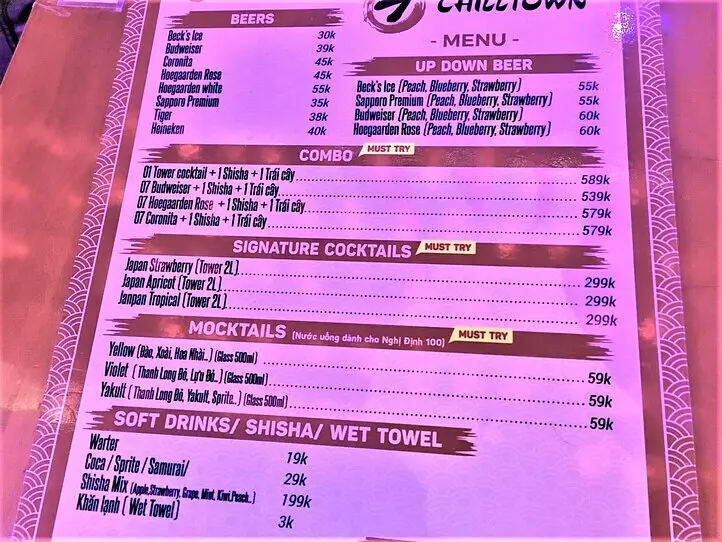 CHILLTOWN
- MENU -
BEERS
Beck's Ice 30k
Budweiser 39k
Coronita 45k
Hoegaarden Rose 45k
Hoegaarden white 55k
Sapporo Premium 35k
Tiger 38k
Heineken 40k
UP DOWN BEER
Beck's Ice (Peach, Blueberry, Strawberry) 55k
Sapporo Premium (Peach, Blueberry, Strawberry) 55k
Budweiser (Peach, Blueberry, Strawberry) 60k
Hoegaarden Rose (Peach, Blueberry, Strawberry) 60k
COMBO MUST TRY
01 Tower cocktail + 1 Shisha + 1 Trái cây 589k
07 Budweiser + 1 Shisha + 1 Trái cây 539k
07 Hoegaarden Rose + 1 Shisha + 1 Trái cây 579k
07 Coronita + 1 Shisha + 1 Trái cây 579k
SIGNATURE COCKTAILS MUST TRY
Japan Strawberry (Tower 2L) 299k
Japan Apricot (Tower 2L) 299k
Janpan Tropical (Tower 2L) 299k
MOCKTAILS (Nước uống dành cho Nghị Định 100) MUST TRY
Yellow (Đào, Xoài, Hoa Nhài..) (Glass 500ml) 59k
Violet ( Thanh Long Đỏ, Lựu Đỏ..) (Glass 500ml) 59k
Yakult ( Thanh Long Đỏ, Yakult, Sprite..) (Glass 500ml) 59k
SOFT DRINKS/ SHISHA/ WET TOWEL
Warter 19k
Coca / Sprite / Samurai/ 29k
Shisha Mix (Apple,Strawberry, Grape, Mint, Kiwi,Peach..) 199k
Khăn lạnh ( Wet Towel) 3k